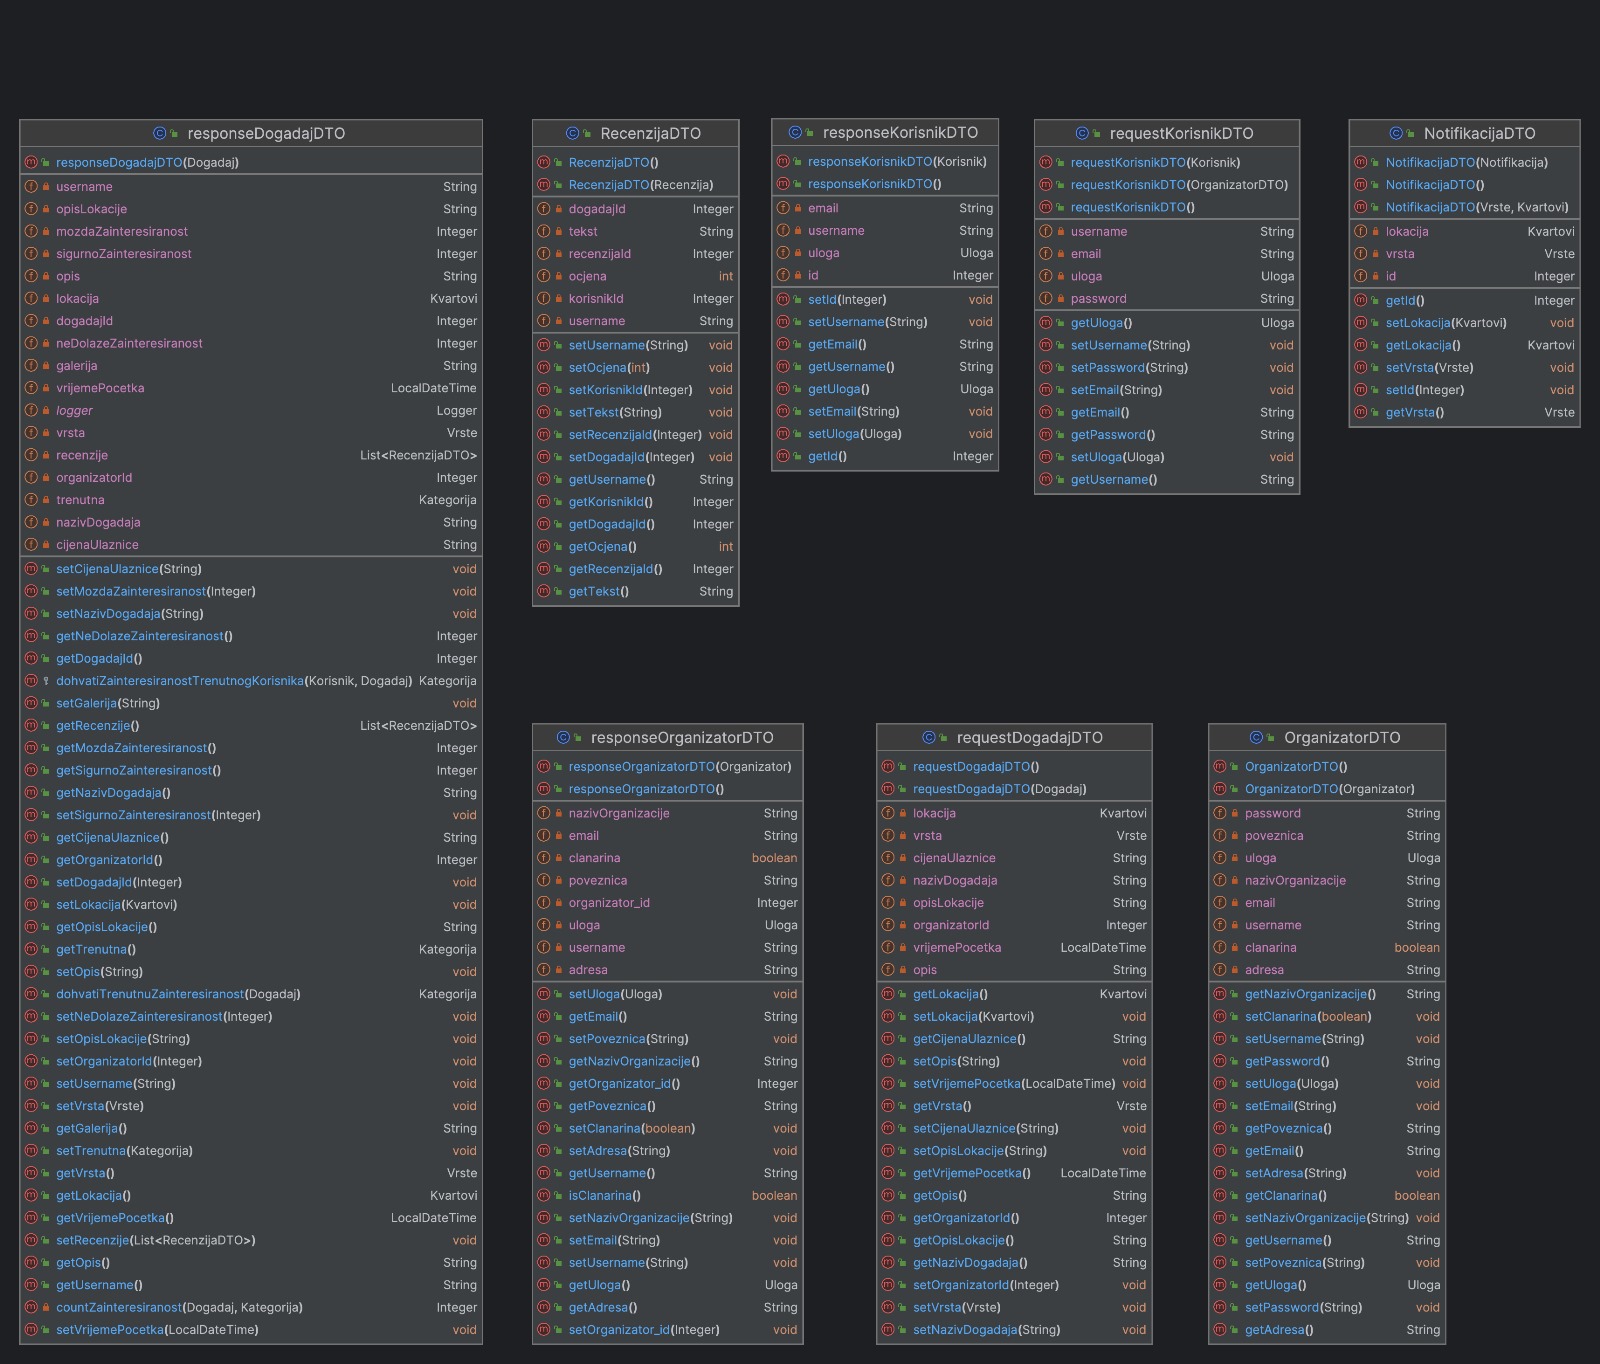 responseDogadajDTO
responseDogadajDTO(Dogadaj)
username String
opisLokacije String
mozdaZainteresiranost Integer
sigurnoZainteresiranost Integer
opis String
lokacija Kvartovi
dogadajId Integer
neDolazeZainteresiranost Integer
galerija String
vrijemePocetka LocalDateTime
logger Logger
vrsta Vrste
recenzije List<RecenzijaDTO>
organizatorId Integer
trenutna Kategorija
nazivDogadaja String
cijenaUlaznice String
setCijenaUlaznice(String) void
setMozdaZainteresiranost(Integer) void
setNazivDogadaja(String) void
getNeDolazeZainteresiranost() Integer
getDogadajId() Integer
dohvatiZainteresiranostTrenutnogKorisnika(Korisnik, Dogadaj) Kategorija
setGalerija(String) void
getRecenzije() List<RecenzijaDTO>
getMozdaZainteresiranost() Integer
getSigurnoZainteresiranost() Integer
getNazivDogadaja() String
setSigurnoZainteresiranost(Integer) void
getCijenaUlaznice() String
getOrganizatorId() Integer
setDogadajId(Integer) void
setLokacija(Kvartovi) void
getOpisLokacije() String
getTrenutna() Kategorija
setOpis(String) void
dohvatiTrenutnuZainteresiranost(Dogadaj) Kategorija
setNeDolazeZainteresiranost(Integer) void
setOpisLokacije(String) void
setOrganizatorId(Integer) void
setUsername(String) void
setVrsta(Vrste) void
getGalerija() String
setTrenutna(Kategorija) void
getVrsta() Vrste
getLokacija() Kvartovi
getVrijemePocetka() LocalDateTime
setRecenzije(List<RecenzijaDTO>) void
getOpis() String
getUsername() String
countZainteresiranost(Dogadaj, Kategorija) Integer
setVrijemePocetka(LocalDateTime) void
RecenzijaDTO
RecenzijaDTO()
RecenzijaDTO(Recenzija)
dogadajId Integer
tekst String
recenzijaId Integer
ocjena int
korisnikId Integer
username String
setUsername(String) void
setOcjena(int) void
setKorisnikId(Integer) void
setTekst(String) void
setRecenzijaId(Integer) void
setDogadajId(Integer) void
getUsername() String
getKorisnikId() Integer
getDogadajId() Integer
getOcjena() int
getRecenzijaId() Integer
getTekst() String
responseKorisnikDTO
responseKorisnikDTO(Korisnik)
responseKorisnikDTO()
email String
username String
uloga Uloga
id Integer
setId(Integer) void
setUsername(String) void
getEmail() String
getUsername() String
getUloga() Uloga
setEmail(String) void
setUloga(Uloga) void
getId() Integer
requestKorisnikDTO
requestKorisnikDTO(Korisnik)
requestKorisnikDTO(OrganizatorDTO)
requestKorisnikDTO()
username String
email String
uloga Uloga
password String
getUloga() Uloga
setUsername(String) void
setPassword(String) void
setEmail(String) void
getEmail() String
getPassword() String
setUloga(Uloga) void
getUsername() String
NotifikacijaDTO
NotifikacijaDTO(Notifikacija)
NotifikacijaDTO()
NotifikacijaDTO(Vrste, Kvartovi)
lokacija Kvartovi
vrsta Vrste
id Integer
getId() Integer
setLokacija(Kvartovi) void
getLokacija() Kvartovi
setVrsta(Vrste) void
setId(Integer) void
getVrsta() Vrste
responseOrganizatorDTO
responseOrganizatorDTO(Organizator)
responseOrganizatorDTO()
nazivOrganizacije String
email String
clanarina boolean
poveznica String
organizator_id Integer
uloga Uloga
username String
adresa String
setUloga(Uloga) void
getEmail() String
setPoveznica(String) void
getNazivOrganizacije() String
getOrganizator_id() Integer
getPoveznica() String
setClanarina(boolean) void
setAdresa(String) void
getUsername() String
isClanarina() boolean
setNazivOrganizacije(String) void
setEmail(String) void
setUsername(String) void
getUloga() Uloga
getAdresa() String
setOrganizator_id(Integer) void
requestDogadajDTO
requestDogadajDTO()
requestDogadajDTO(Dogadaj)
lokacija Kvartovi
vrsta Vrste
cijenaUlaznice String
nazivDogadaja String
opisLokacije String
organizatorId Integer
vrijemePocetka LocalDateTime
opis String
getLokacija() Kvartovi
setLokacija(Kvartovi) void
getCijenaUlaznice() String
setOpis(String) void
setVrijemePocetka(LocalDateTime) void
getVrsta() Vrste
setCijenaUlaznice(String) void
setOpisLokacije(String) void
getVrijemePocetka() LocalDateTime
getOpis() String
getOrganizatorId() Integer
getOpisLokacije() String
getNazivDogadaja() String
setOrganizatorId(Integer) void
setVrsta(Vrste) void
setNazivDogadaja(String) void
OrganizatorDTO
OrganizatorDTO()
OrganizatorDTO(Organizator)
password String
poveznica String
uloga Uloga
nazivOrganizacije String
email String
username String
clanarina boolean
adresa String
getNazivOrganizacije() String
setClanarina(boolean) void
setUsername(String) void
getPassword() String
setUloga(Uloga) void
setEmail(String) void
getPoveznica() String
getEmail() String
setAdresa(String) void
getClanarina() boolean
setNazivOrganizacije(String) void
getUsername() String
setPoveznica(String) void
getUloga() Uloga
setPassword(String) void
getAdresa() String